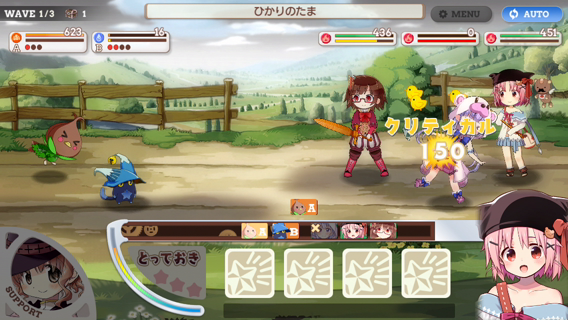 WAVE 1/3 1
ひかりのたま
MENU
AUTO
623
16
436
0
451
A
B
クリティカル
150
A
A
B
とっておき
SUPPORT